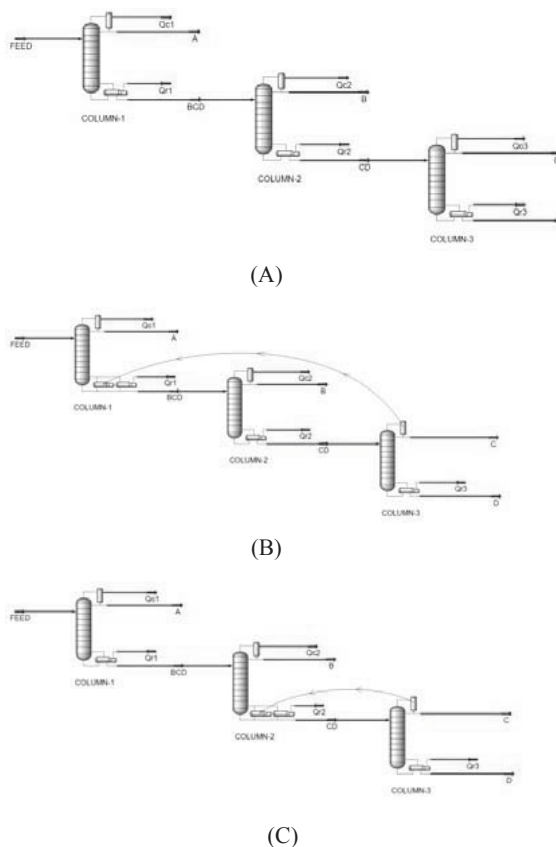 Qc1
FEED
A
Qr1
BCD
COLUMN-1
Qc2
B
Qr2
CD
COLUMN-2
Qc3
Qr3
COLUMN-3
(A)
Qc1
FEED
A
Qr1
BCD
COLUMN-1
Qc2
B
Qr2
CD
COLUMN-2
C
Qr3
D
COLUMN-3
(B)
Qc1
FEED
A
Qr1
BCD
COLUMN-1
Qc2
B
Qr2
CD
COLUMN-2
C
Qr3
D
COLUMN-3
(C)